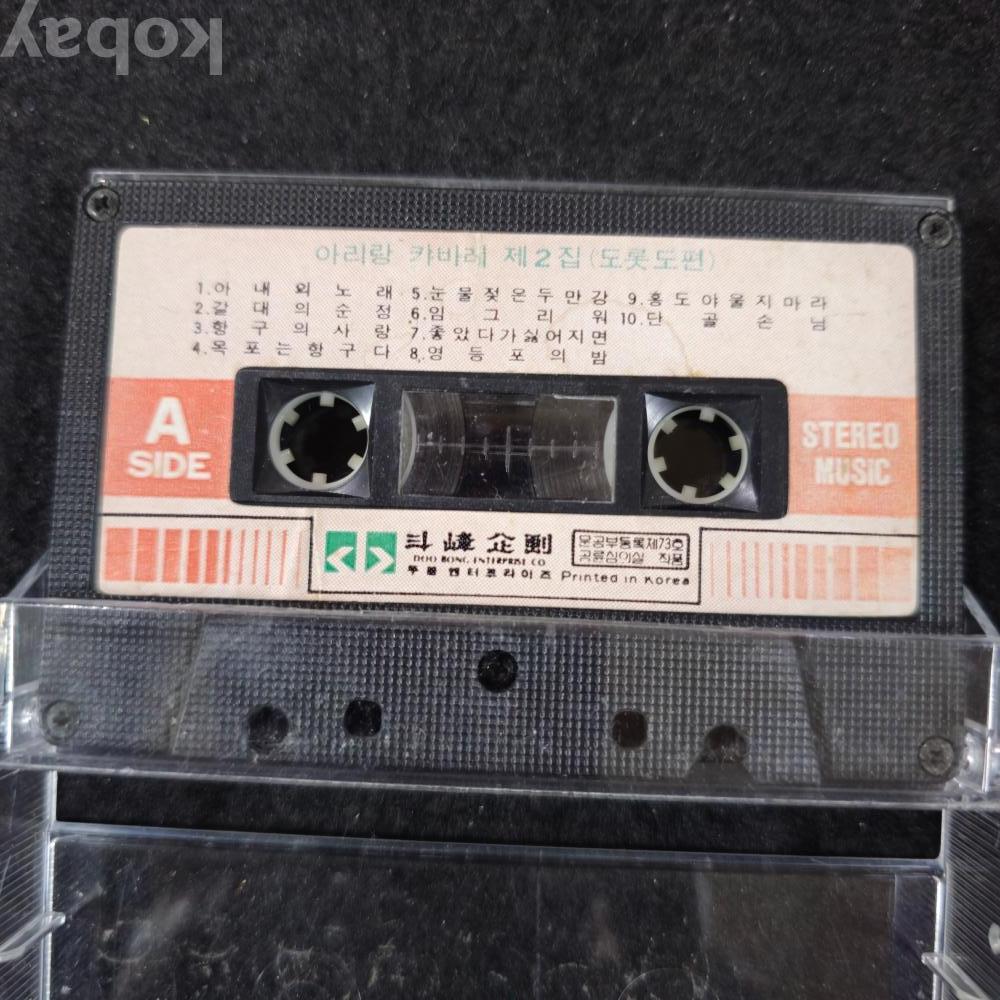 kobay
아리랑 캬바레 제2집(도롯도편)
1.아내외노래 5.눈물젖은두만강 9.홍도야울지마라
2.갈대의순정 6.임그리워 10.단골손님
3.항구의사랑 7.좋았다가싫어지면
4.목포는항구다 8.영등포의밤
A
SIDE
STEREO
MUSIC
斗峰企劃
DOO BONG ENTERPRISE CO
두봉엔터프라이즈 Printed in Korea
문공부등록제73호
공륜심의실 작품